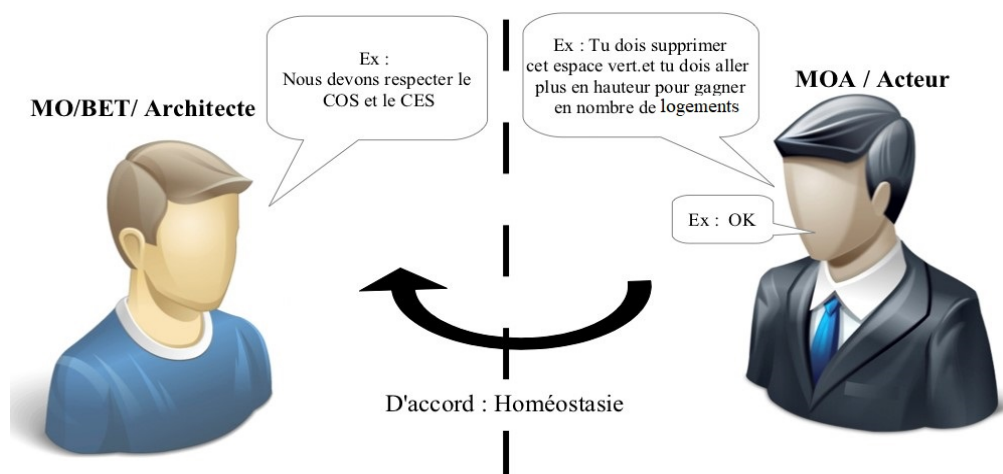 MO/BET/ Architecte
Ex :
Nous devons respecter le
COS et le CES
Ex : Tu dois supprimer
cet espace vert.et tu dois aller
plus en hauteur pour gagner
en nombre de logements
MOA / Acteur
Ex : OK
D'accord : Homéostasie